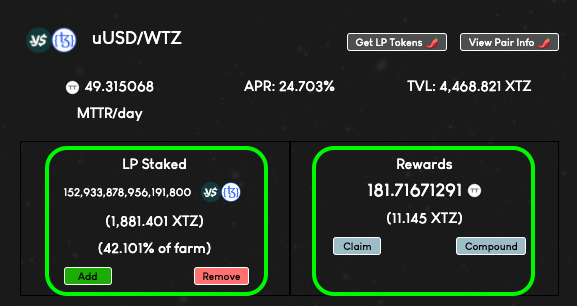 uUSD/WTZ
Get LP Tokens
View Pair Info
49.315068
MTTR/day
APR: 24.703%
TVL: 4,468.821 XTZ
LP Staked
152,933,878,956,191,800
(1,881.401 XTZ)
(42.101% of farm)
Add
Remove
Rewards
181.71671291
(11.145 XTZ)
Claim
Compound